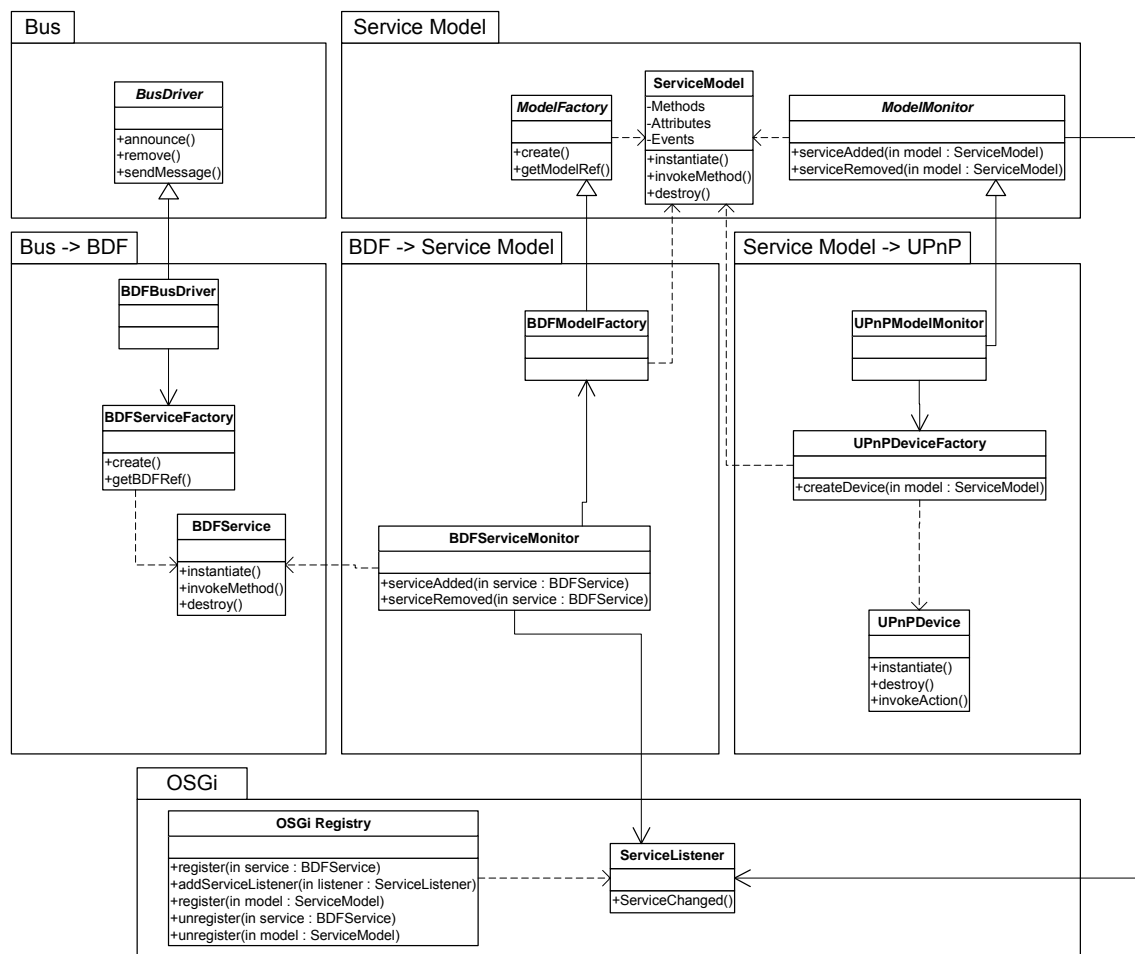 Bus
BusDriver
+announce()
+remove()
+sendMessage()
Service Model
ModelFactory
+create()
+getModelRef()
ServiceModel
-Methods
-Attributes
-Events
+instantiate()
+invokeMethod()
+destroy()
ModelMonitor
+serviceAdded(in model : ServiceModel)
+serviceRemoved(in model : ServiceModel)
Bus -> BDF
BDFBusDriver
BDFServiceFactory
+create()
+getBDFRef()
BDFService
+instantiate()
+invokeMethod()
+destroy()
BDF -> Service Model
BDFModelFactory
BDFServiceMonitor
+serviceAdded(in service : BDFService)
+serviceRemoved(in service : BDFService)
Service Model -> UPnP
UPnPModelMonitor
UPnPDeviceFactory
+createDevice(in model : ServiceModel)
UPnPDevice
+instantiate()
+destroy()
+invokeAction()
OSGi
OSGi Registry
+register(in service : BDFService)
+addServiceListener(in listener : ServiceListener)
+register(in model : ServiceModel)
+unregister(in service : BDFService)
+unregister(in model : ServiceModel)
ServiceListener
+ServiceChanged()